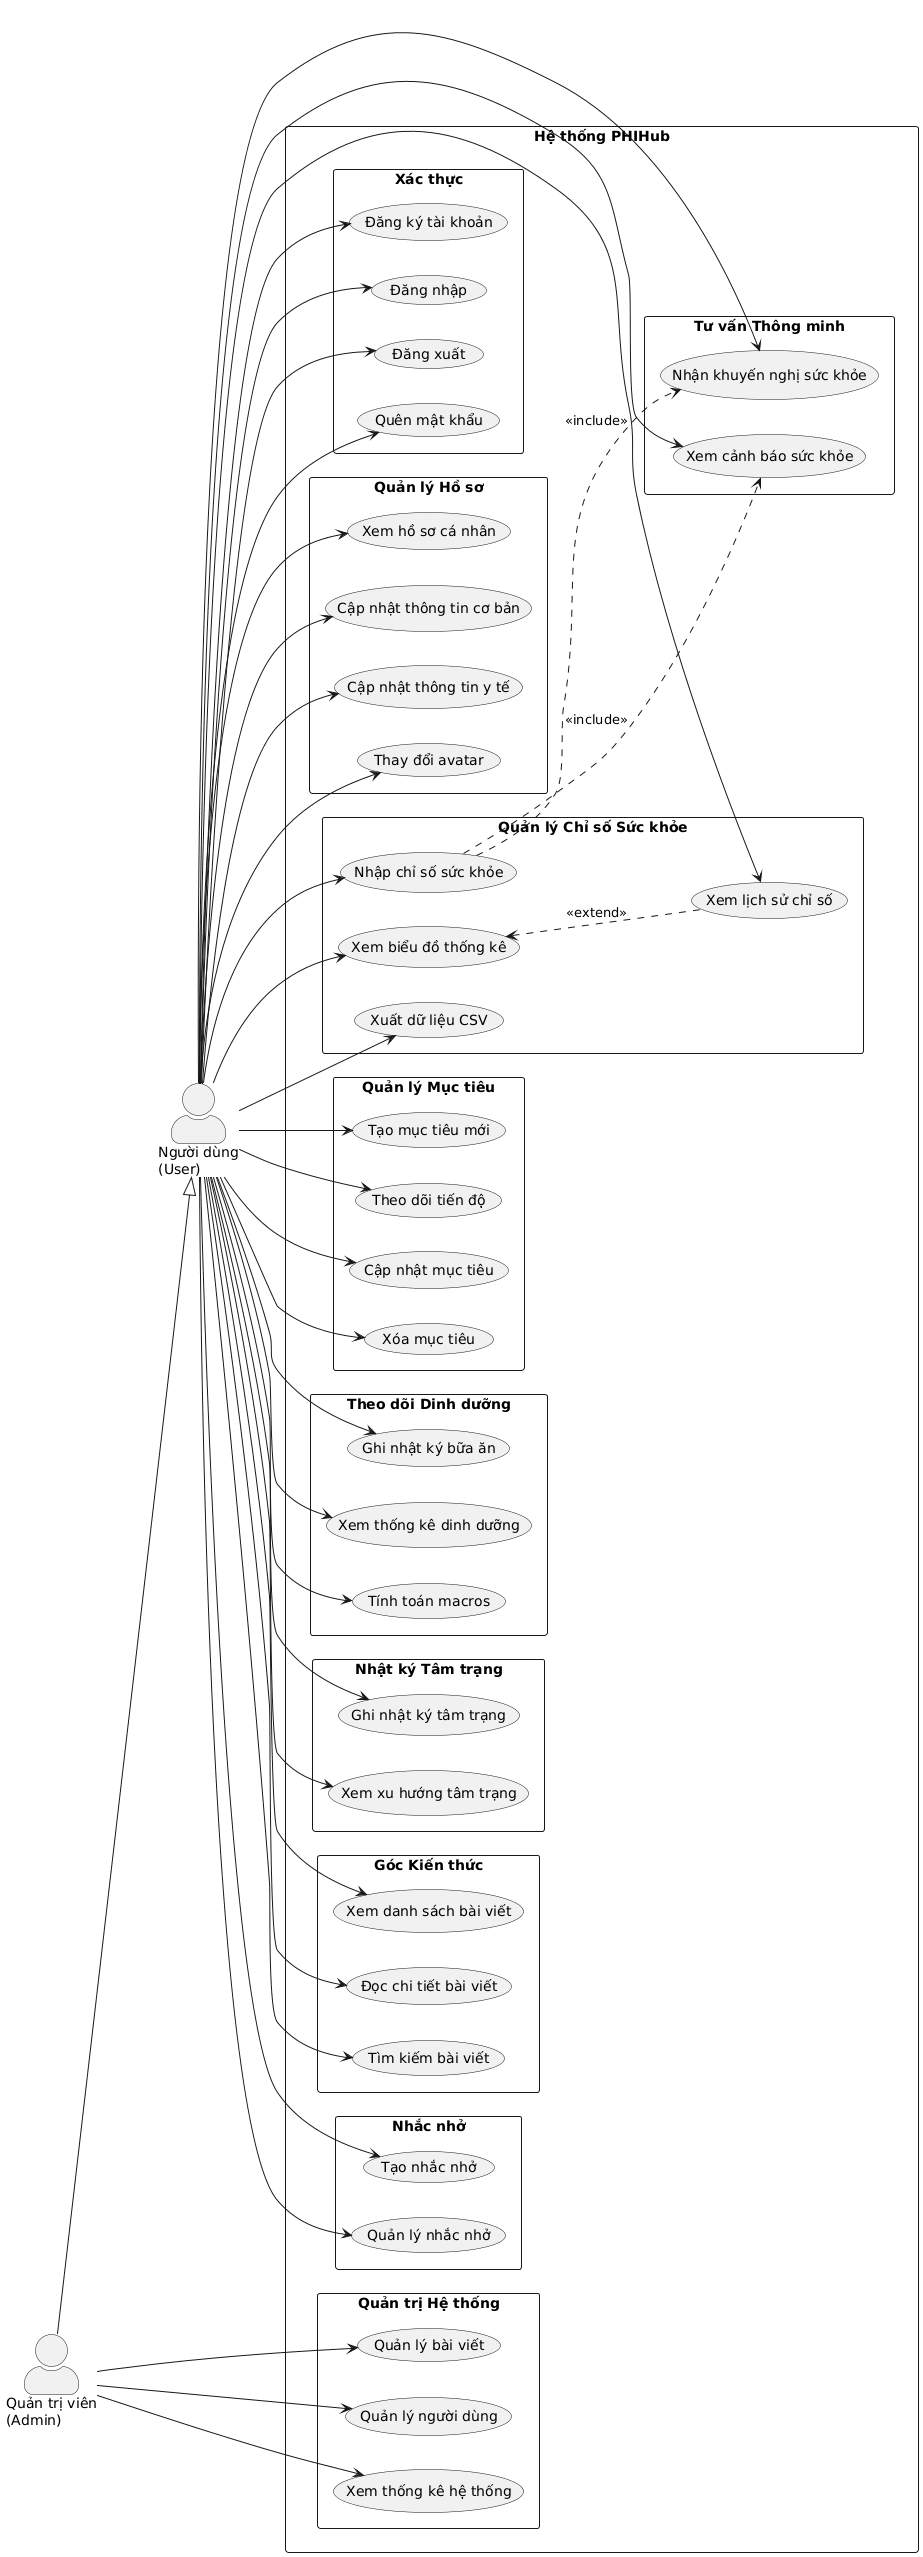 Hệ thống PHIHub
Xác thực
Đăng ký tài khoản
Đăng nhập
Đăng xuất
Quên mật khẩu
Tư vấn Thông minh
Nhận khuyến nghị sức khỏe
Xem cảnh báo sức khỏe
«include»
«include»
Quản lý Hồ sơ
Xem hồ sơ cá nhân
Cập nhật thông tin cơ bản
Cập nhật thông tin y tế
Thay đổi avatar
Quản lý Chỉ số Sức khỏe
Nhập chỉ số sức khỏe
Xem lịch sử chỉ số
«extend»
Xem biểu đồ thống kê
Xuất dữ liệu CSV
Người dùng
(User)
Quản lý Mục tiêu
Tạo mục tiêu mới
Theo dõi tiến độ
Cập nhật mục tiêu
Xóa mục tiêu
Theo dõi Dinh dưỡng
Ghi nhật ký bữa ăn
Xem thống kê dinh dưỡng
Tính toán macros
Nhật ký Tâm trạng
Ghi nhật ký tâm trạng
Xem xu hướng tâm trạng
Góc Kiến thức
Xem danh sách bài viết
Đọc chi tiết bài viết
Tìm kiếm bài viết
Nhắc nhở
Tạo nhắc nhở
Quản lý nhắc nhở
Quản trị Hệ thống
Quản lý bài viết
Quản lý người dùng
Xem thống kê hệ thống
Quản trị viên
(Admin)